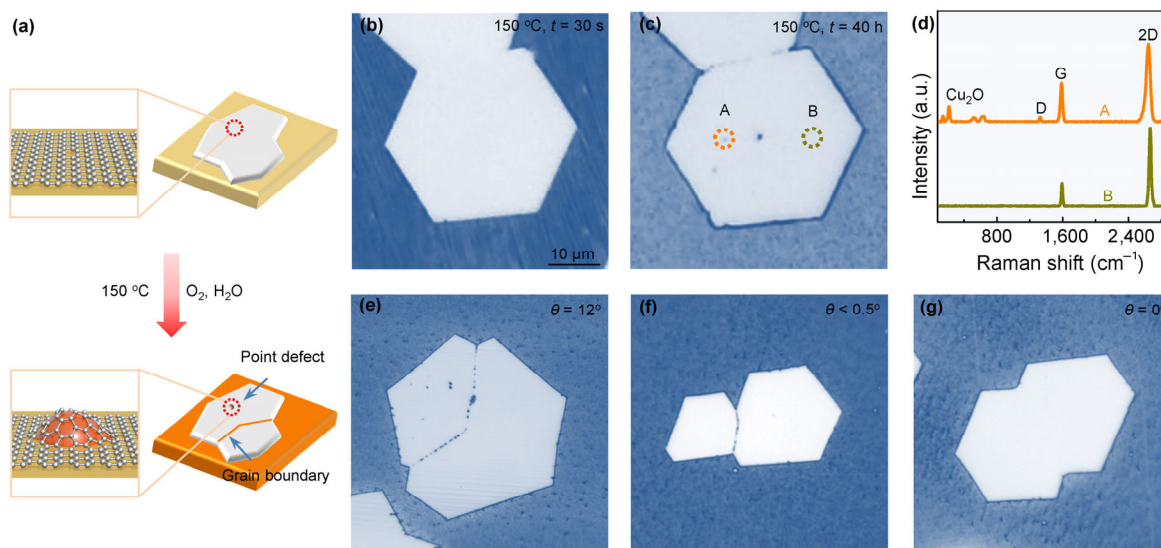 (a)
150 °C
O₂, H₂O
Point defect
Grain boundary
(b)
150 °C, t = 30 s
10 µm
(c)
150 °C, t = 40 h
A
B
(d)
2D
G
Cu₂O
D
A
B
Intensity (a.u.)
800
1,600
2,400
Raman shift (cm⁻¹)
(e)
θ = 12°
(f)
θ < 0.5°
(g)
θ = 0